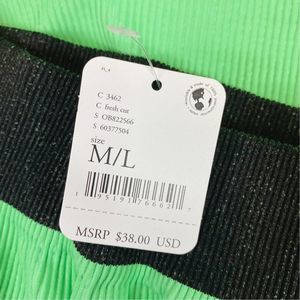 C 3462
C fresh cut
S OB822566
S 60377504
size
M/L
MSRP $38.00 USD